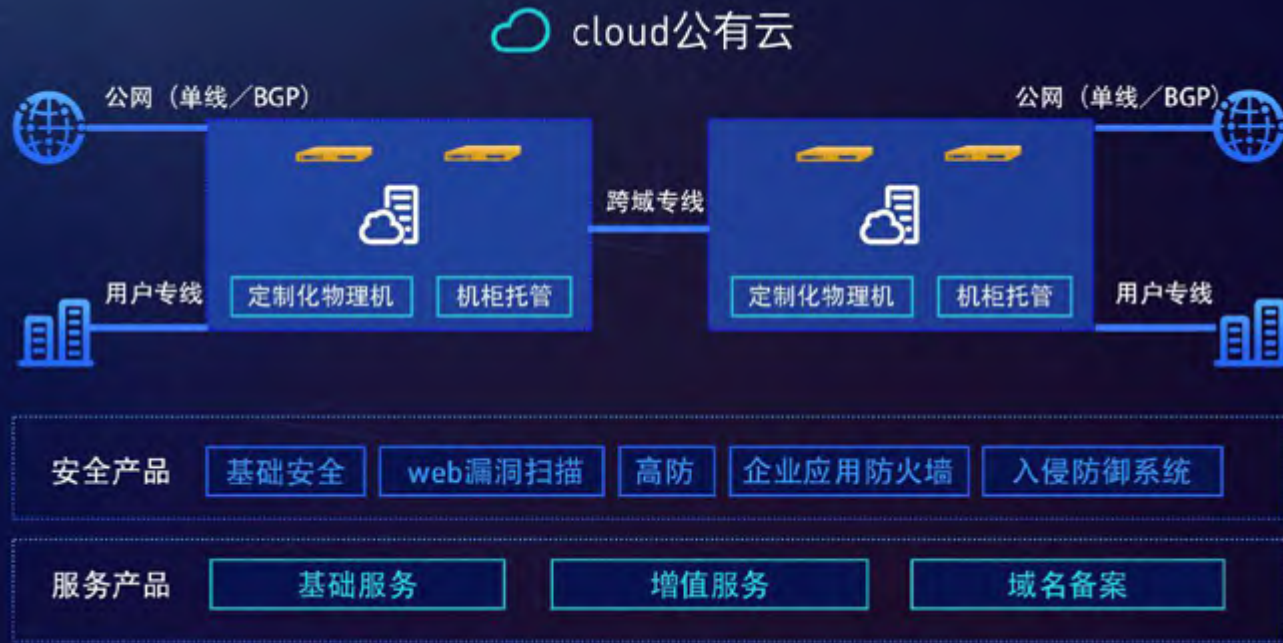 cloud公有云
公网（单线／BGP）
公网（单线／BGP）
跨域专线
用户专线
定制化物理机
机柜托管
定制化物理机
机柜托管
用户专线
安全产品
基础安全
web漏洞扫描
高防
企业应用防火墙
入侵防御系统
服务产品
基础服务
增值服务
域名备案